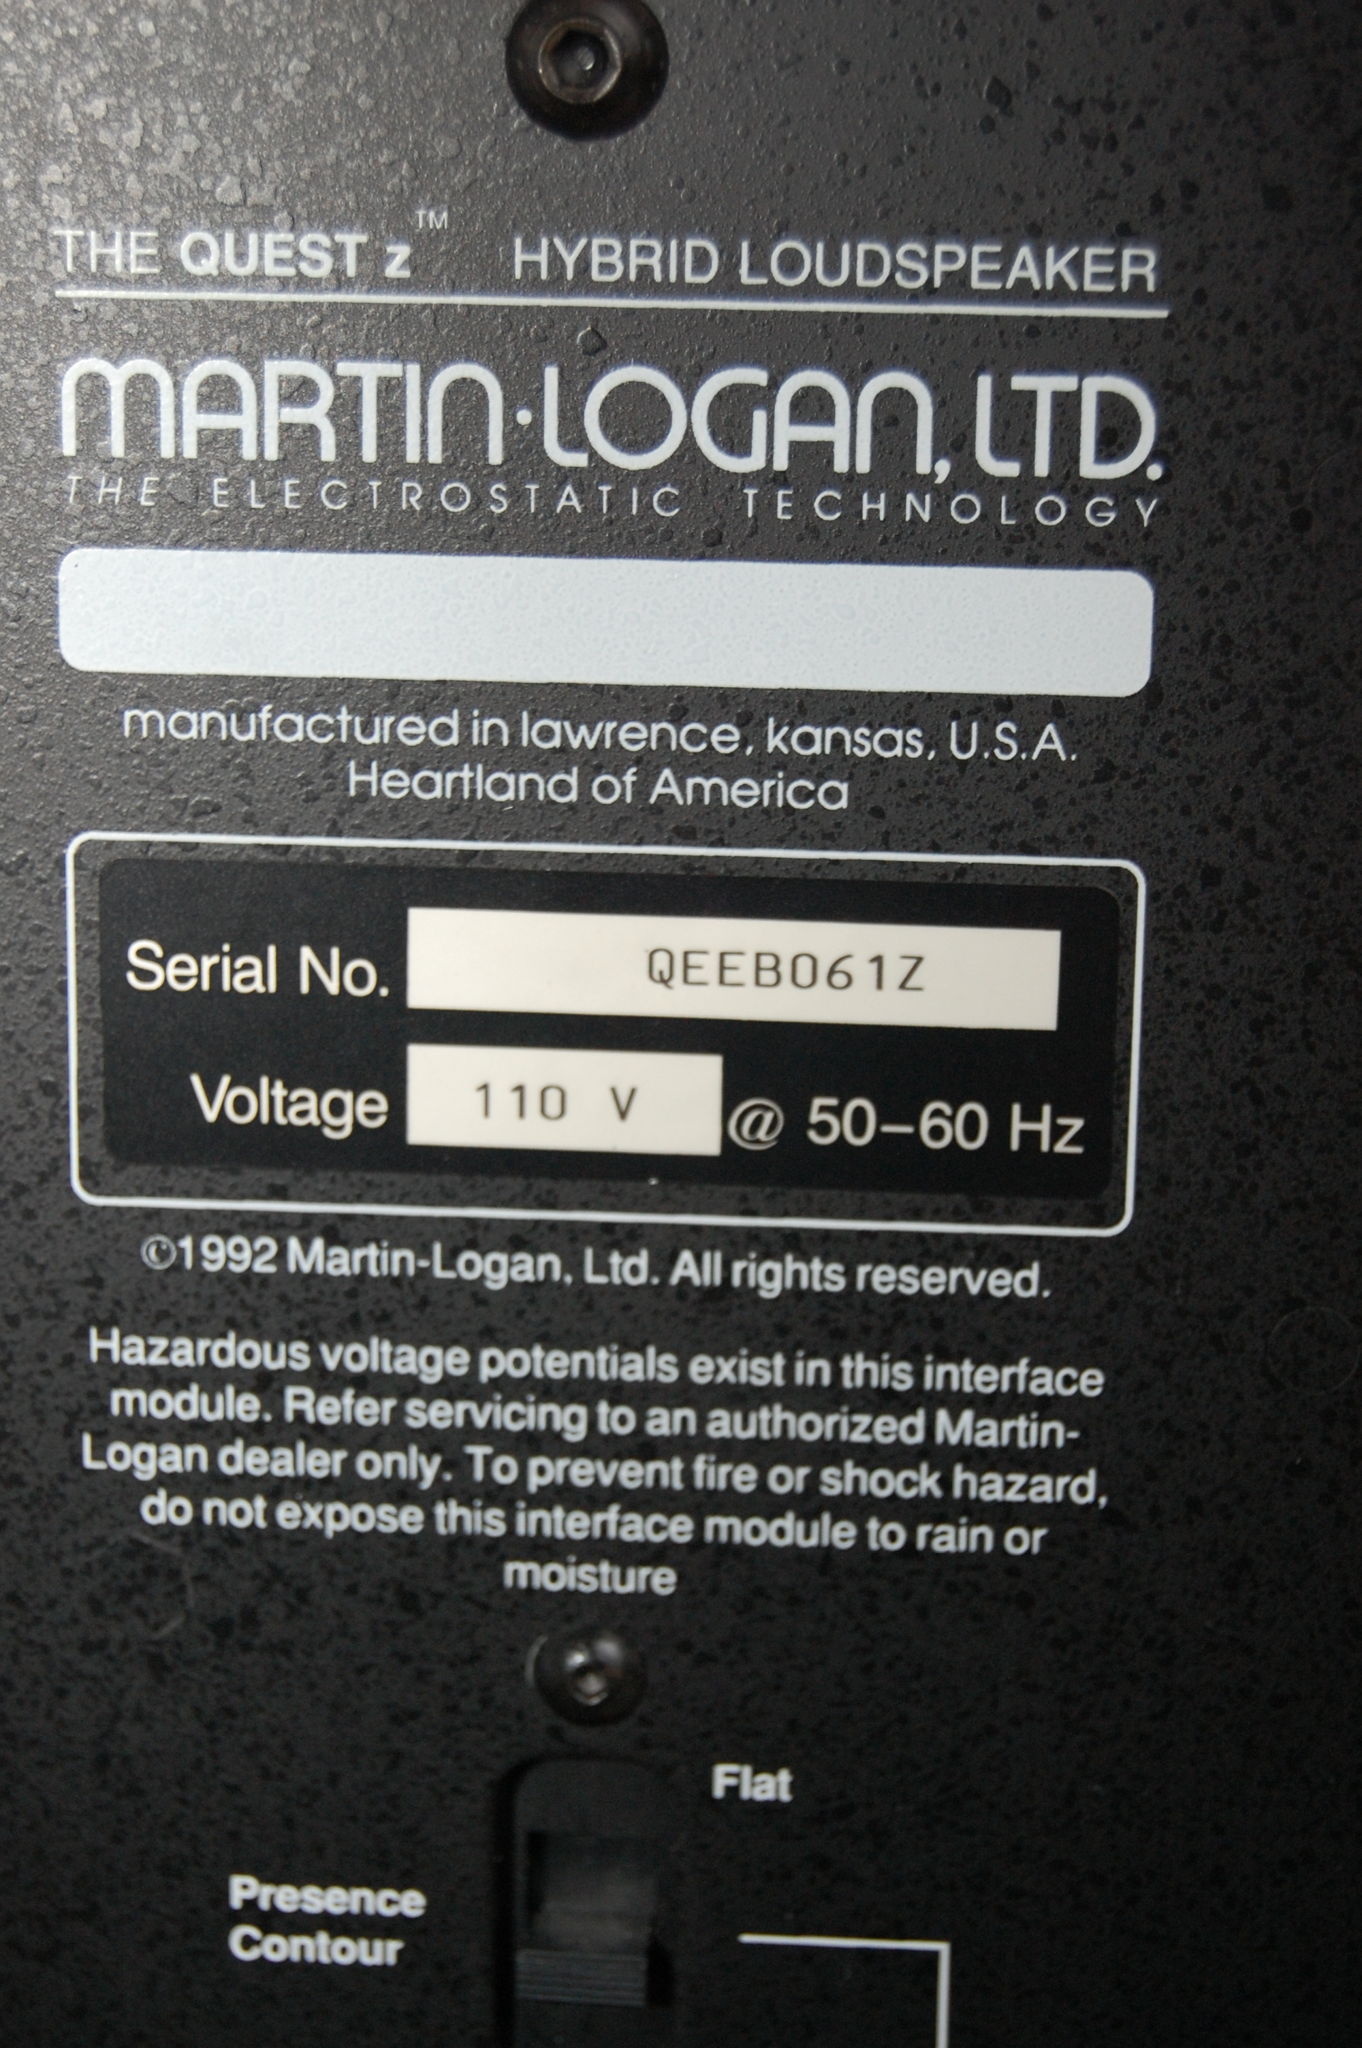 THE QUEST z™ HYBRID LOUDSPEAKER
MARTIN·LOGAN, LTD.
THE ELECTROSTATIC TECHNOLOGY
manufactured in lawrence, kansas, U.S.A.
Heartland of America
Serial No. QEEB061Z
Voltage 110 V @ 50–60 Hz
©1992 Martin-Logan, Ltd. All rights reserved.
Hazardous voltage potentials exist in this interface
module. Refer servicing to an authorized Martin-
Logan dealer only. To prevent fire or shock hazard,
do not expose this interface module to rain or
moisture
Flat
Presence
Contour